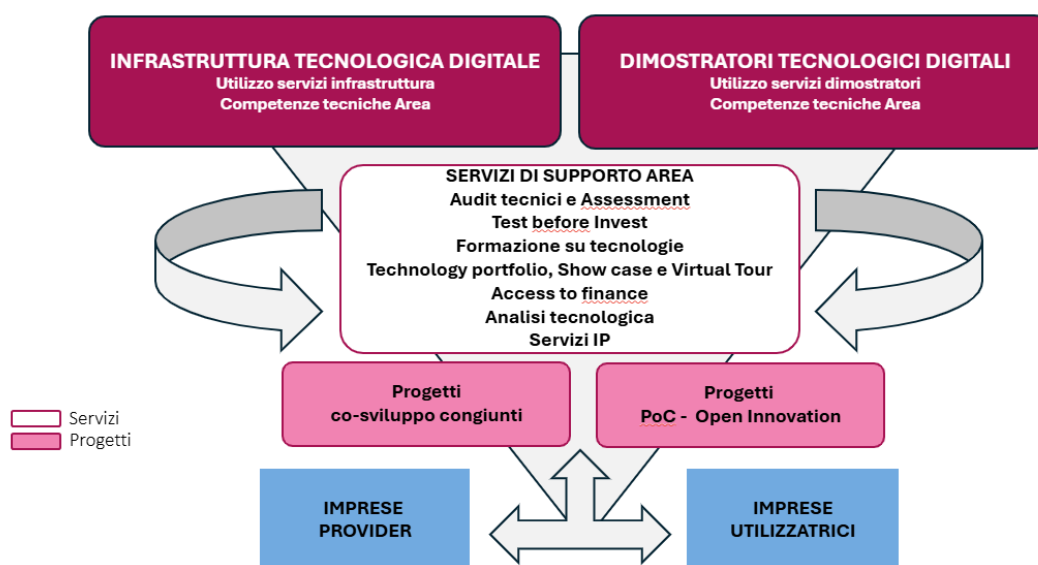 INFRASTRUTTURA TECNOLOGICA DIGITALE
Utilizzo servizi infrastruttura
Competenze tecniche Area
DIMOSTRATORI TECNOLOGICI DIGITALI
Utilizzo servizi dimostratori
Competenze tecniche Area
SERVIZI DI SUPPORTO AREA
Audit tecnici e Assessment
Test before Invest
Formazione su tecnologie
Technology portfolio, Show case e Virtual Tour
Access to finance
Analisi tecnologica
Servizi IP
Progetti
co-sviluppo congiunti
Progetti
PoC - Open Innovation
Servizi
Progetti
IMPRESE
PROVIDER
IMPRESE
UTILIZZATRICI